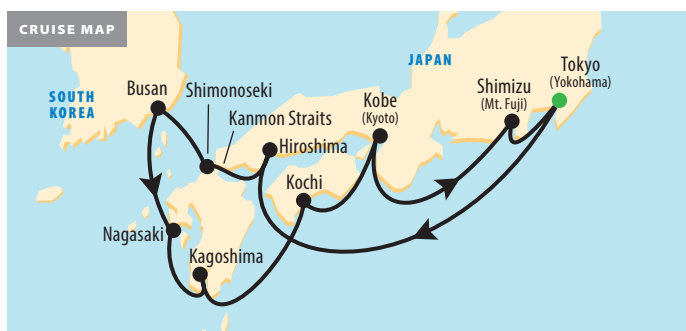 CRUISE MAP
JAPAN
Tokyo
(Yokohama)
Busan
Shimonoseki
Kobe
(Kyoto)
Shimizu
(Mt. Fuji)
SOUTH
KOREA
Kanmon Straits
Hiroshima
Kochi
Nagasaki
Kagoshima